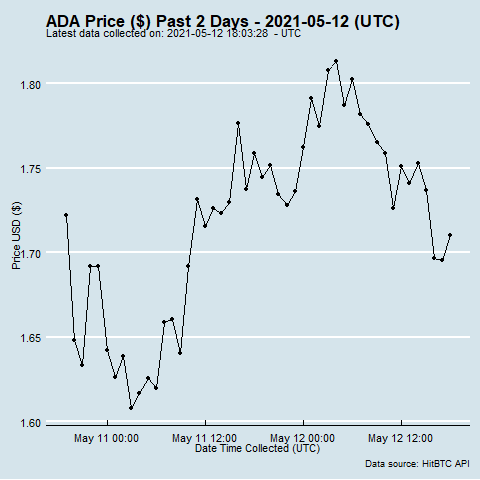 ADA Price ($) Past 2 Days - 2021-05-12 (UTC)
Latest data collected on: 2021-05-12 18:03:28 - UTC
1.80
1.75
1.70
1.65
1.60
Price USD ($)
May 11 00:00 May 11 12:00 May 12 00:00 May 12 12:00
Date Time Collected (UTC)
Data source: HitBTC API